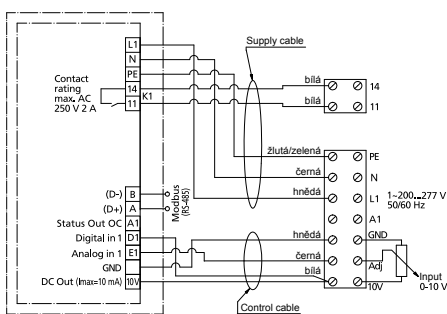 L1
N
PE
14
11
K1
Contact
rating
max. AC
250 V 2 A
Supply cable
bílá
bílá
14
11
žlutá/zelená
černá
hnědá
PE
N
L1
1~200...277 V
50/60 Hz
A1
(D-) B
(D+) A
Modbus
(RS-485)
Status Out OC A1
Digital in 1 D1
Analog in 1 E1
GND
DC Out (Imax=10 mA) 10V
hnědá
černá
bílá
GND
Adj
10V
Input
0-10 V
Control cable